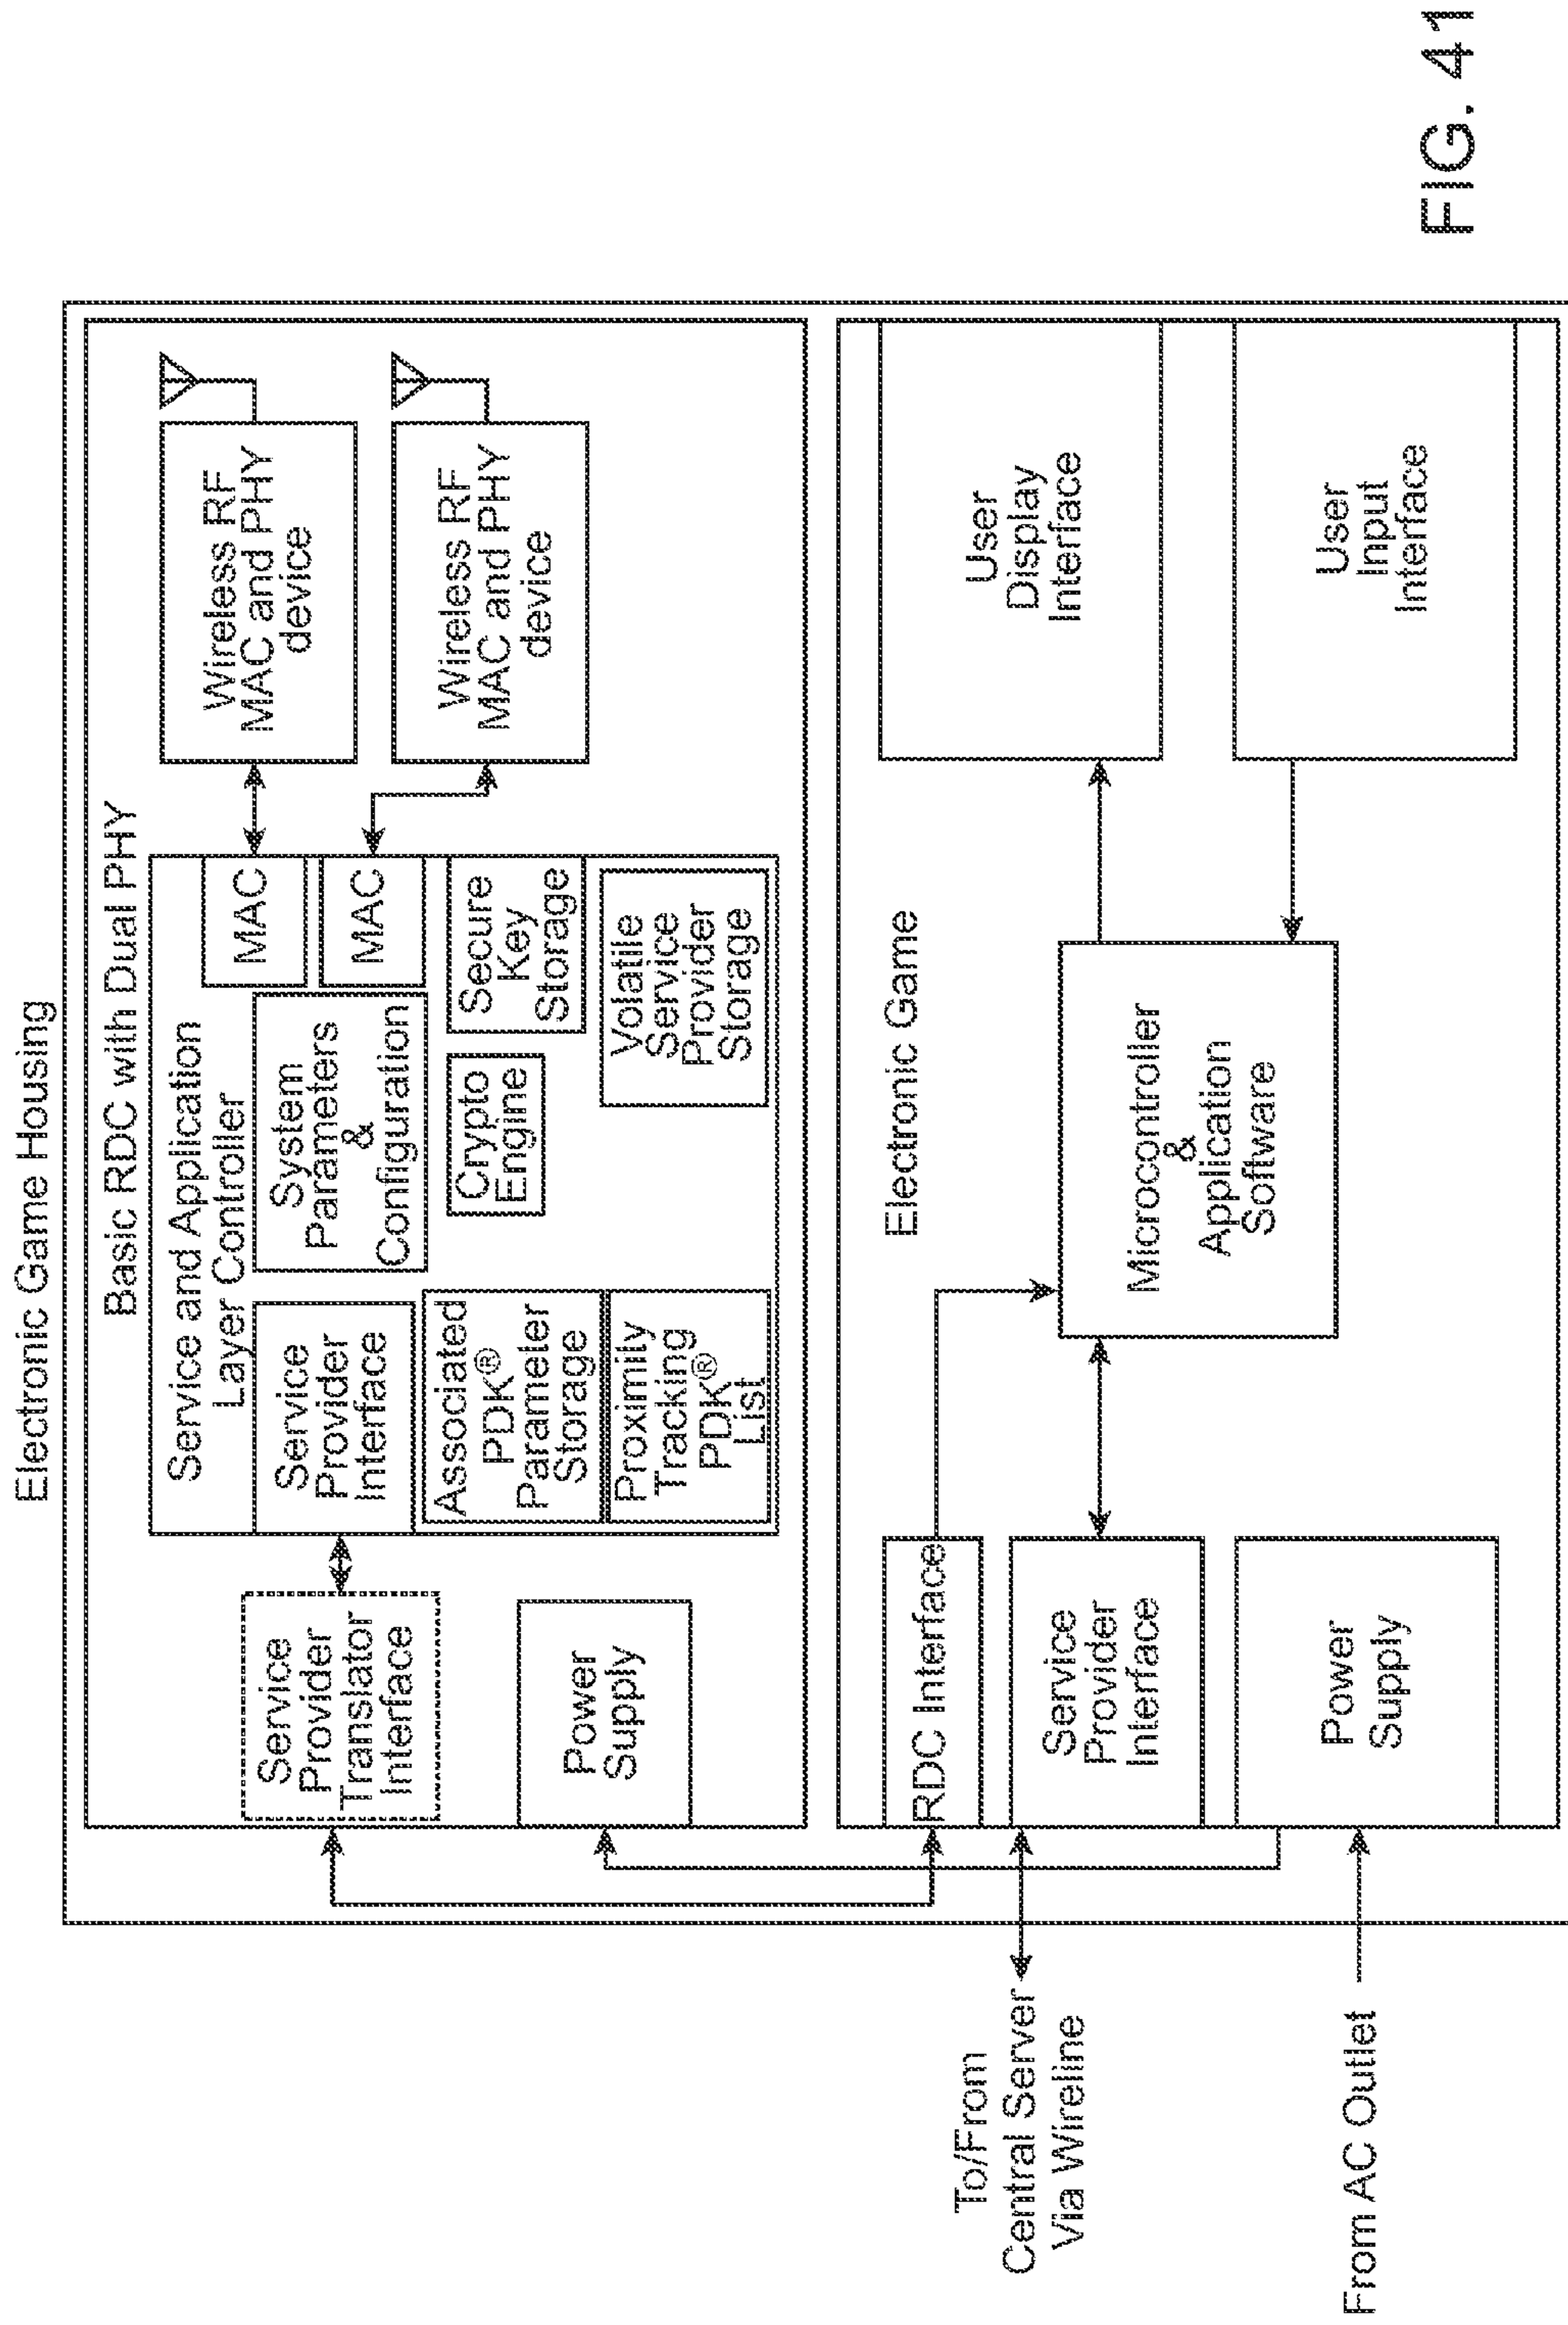 Electronic Game Housing
Basic RDC with Dual PHY
Service and Application
Layer Controller
Service
Provider
Translator
Interface
Power
Supply
Service
Provider
Interface
System
Parameters
&
Configuration
MAC
MAC
Associated
PDK®
Parameter
Storage
Proximity
Tracking
PDK®
List
Crypto
Engine
Secure
Key
Storage
Volatile
Service
Provider
Storage
Wireless RF
MAC and PHY
device
Wireless RF
MAC and PHY
device
Electronic Game
RDC Interface
Service
Provider
Interface
Power
Supply
Microcontroller
&
Application
Software
User
Display
Interface
User
Input
Interface
To/From
Central Server
Via Wireline
From AC Outlet
FIG. 41